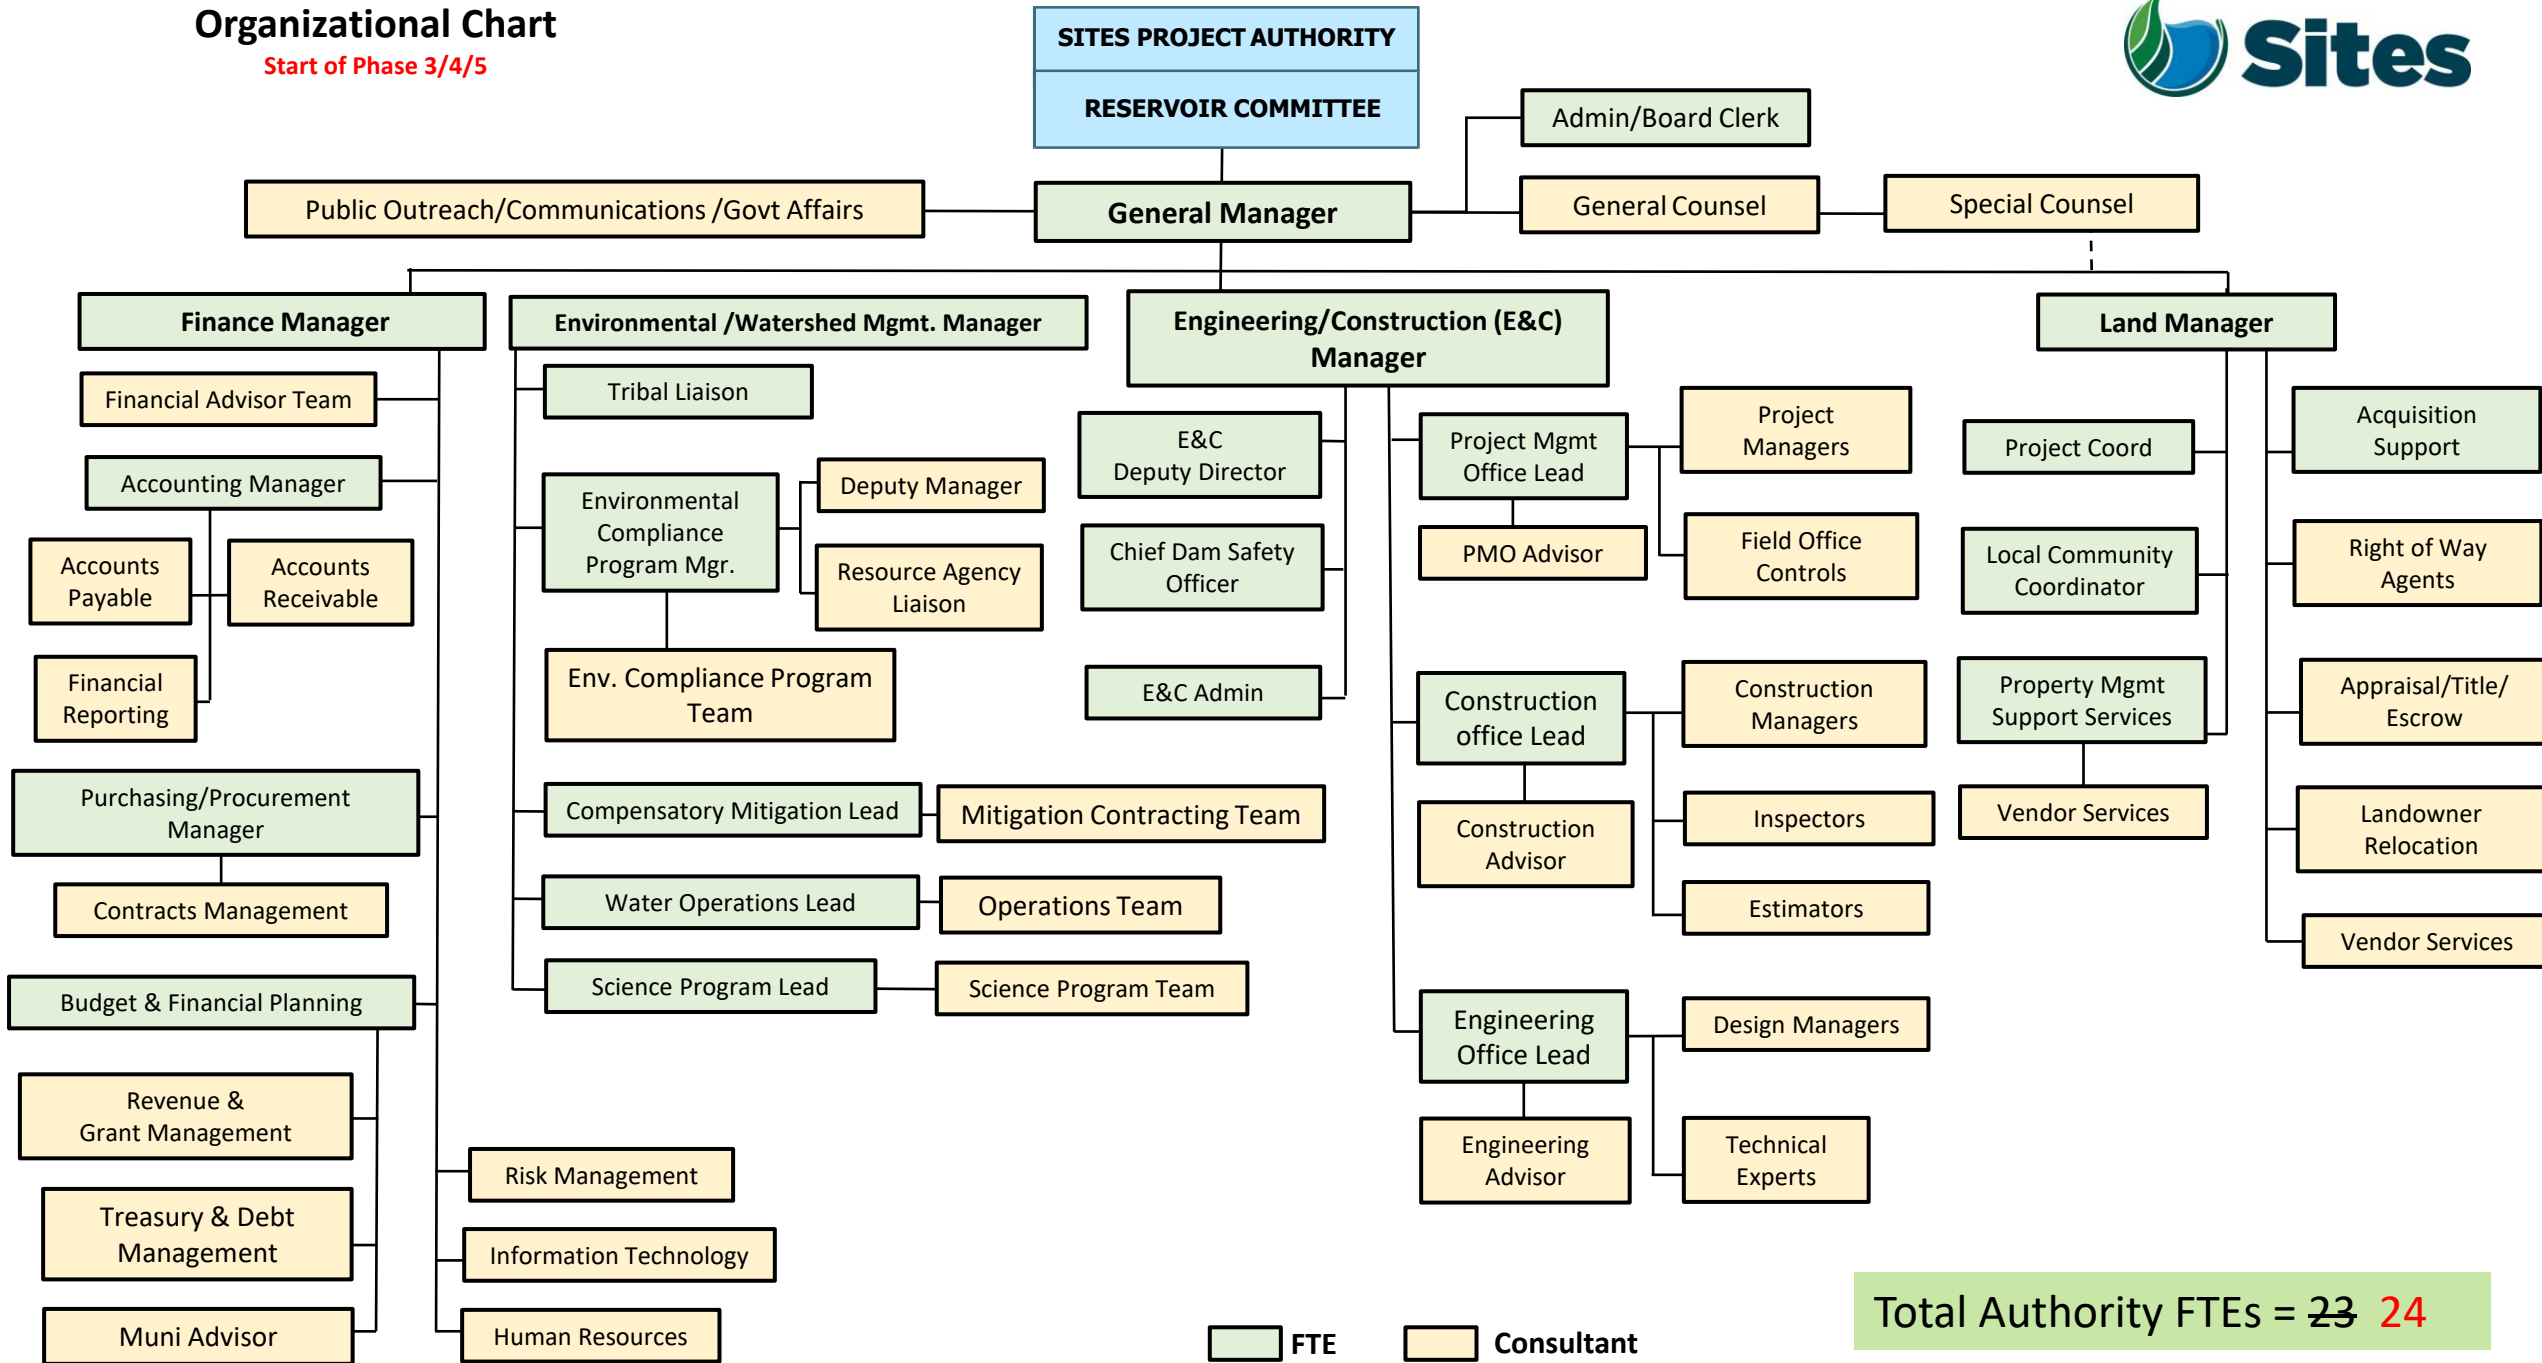 Organizational Chart
Start of Phase 3/4/5
SITES PROJECT AUTHORITY
RESERVOIR COMMITTEE
Sites
Admin/Board Clerk
Public Outreach/Communications /Govt Affairs
General Manager
General Counsel
Special Counsel
Finance Manager
Financial Advisor Team
Accounting Manager
Accounts
Payable
Accounts
Receivable
Financial
Reporting
Purchasing/Procurement
Manager
Contracts Management
Budget & Financial Planning
Revenue &
Grant Management
Treasury & Debt
Management
Muni Advisor
Risk Management
Information Technology
Human Resources
Environmental /Watershed Mgmt. Manager
Tribal Liaison
Environmental
Compliance
Program Mgr.
Deputy Manager
Resource Agency
Liaison
Env. Compliance Program
Team
Compensatory Mitigation Lead
Mitigation Contracting Team
Water Operations Lead
Operations Team
Science Program Lead
Science Program Team
Engineering/Construction (E&C)
Manager
E&C
Deputy Director
Chief Dam Safety
Officer
E&C Admin
Project Mgmt
Office Lead
PMO Advisor
Project
Managers
Field Office
Controls
Construction
office Lead
Construction
Advisor
Construction
Managers
Inspectors
Estimators
Engineering
Office Lead
Engineering
Advisor
Design Managers
Technical
Experts
Land Manager
Project Coord
Local Community
Coordinator
Property Mgmt
Support Services
Vendor Services
Acquisition
Support
Right of Way
Agents
Appraisal/Title/
Escrow
Landowner
Relocation
Vendor Services
FTE
Consultant
Total Authority FTEs = 23 24